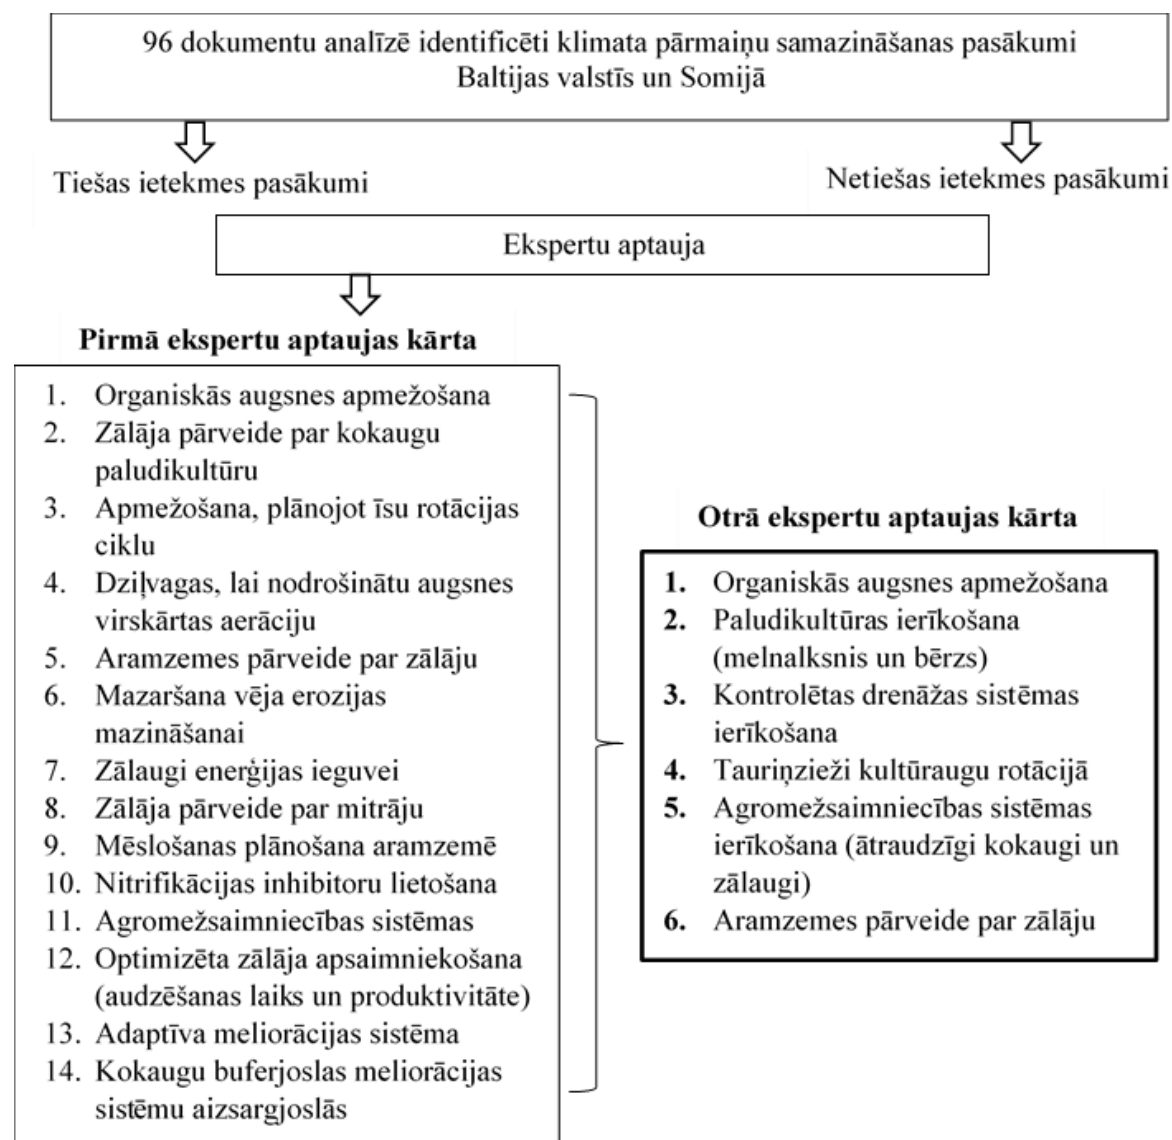 96 dokumentu analīzē identificēti klimata pārmaiņu samazināšanas pasākumi
Baltijas valstīs un Somijā
Tiešas ietekmes pasākumi
Netiešas ietekmes pasākumi
Ekspertu aptauja
Pirmā ekspertu aptaujas kārta
1. Organiskās augsnes apmežošana
2. Zālāja pārveide par kokaugu
paludikultūru
3. Apmežošana, plānojot īsu rotācijas
ciklu
4. Dziļvagas, lai nodrošinātu augsnes
virskārtas aerāciju
5. Aramzemes pārveide par zālāju
6. Mazaršana vēja erozijas
mazināšanai
7. Zālaugi enerģijas ieguvei
8. Zālāja pārveide par mitrāju
9. Mēslošanas plānošana aramzemē
10. Nitrifikācijas inhibitoru lietošana
11. Agromežsaimniecības sistēmas
12. Optimizēta zālāja apsaimniekošana
(audzēšanas laiks un produktivitāte)
13. Adaptīva meliorācijas sistēma
14. Kokaugu buferjoslas meliorācijas
sistēmu aizsargjoslās
Otrā ekspertu aptaujas kārta
1. Organiskās augsnes apmežošana
2. Paludikultūras ierīkošana
(melnalksnis un bērzs)
3. Kontrolētas drenāžas sistēmas
ierīkošana
4. Tauriņzieži kultūraugu rotācijā
5. Agromežsaimniecības sistēmas
ierīkošana (ātraudzīgi kokaugi un
zālaugi)
6. Aramzemes pārveide par zālāju